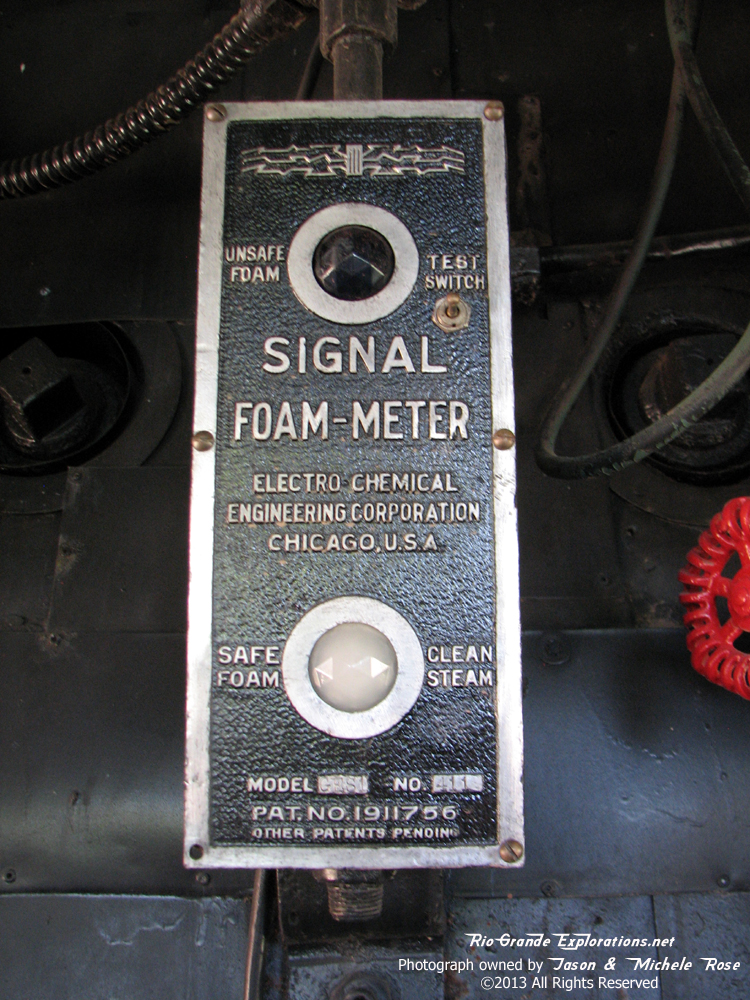 UNSAFE
FOAM
TEST
SWITCH
SIGNAL
FOAM-METER
ELECTRO CHEMICAL
ENGINEERING CORPORATION
CHICAGO, U.S.A.
SAFE
FOAM
CLEAN
STEAM
MODEL NO.
PAT. NO. 1911756
OTHER PATENTS PENDING
Rio Grande Explorations.net
Photograph owned by Jason & Michele Rose
©2013 All Rights Reserved